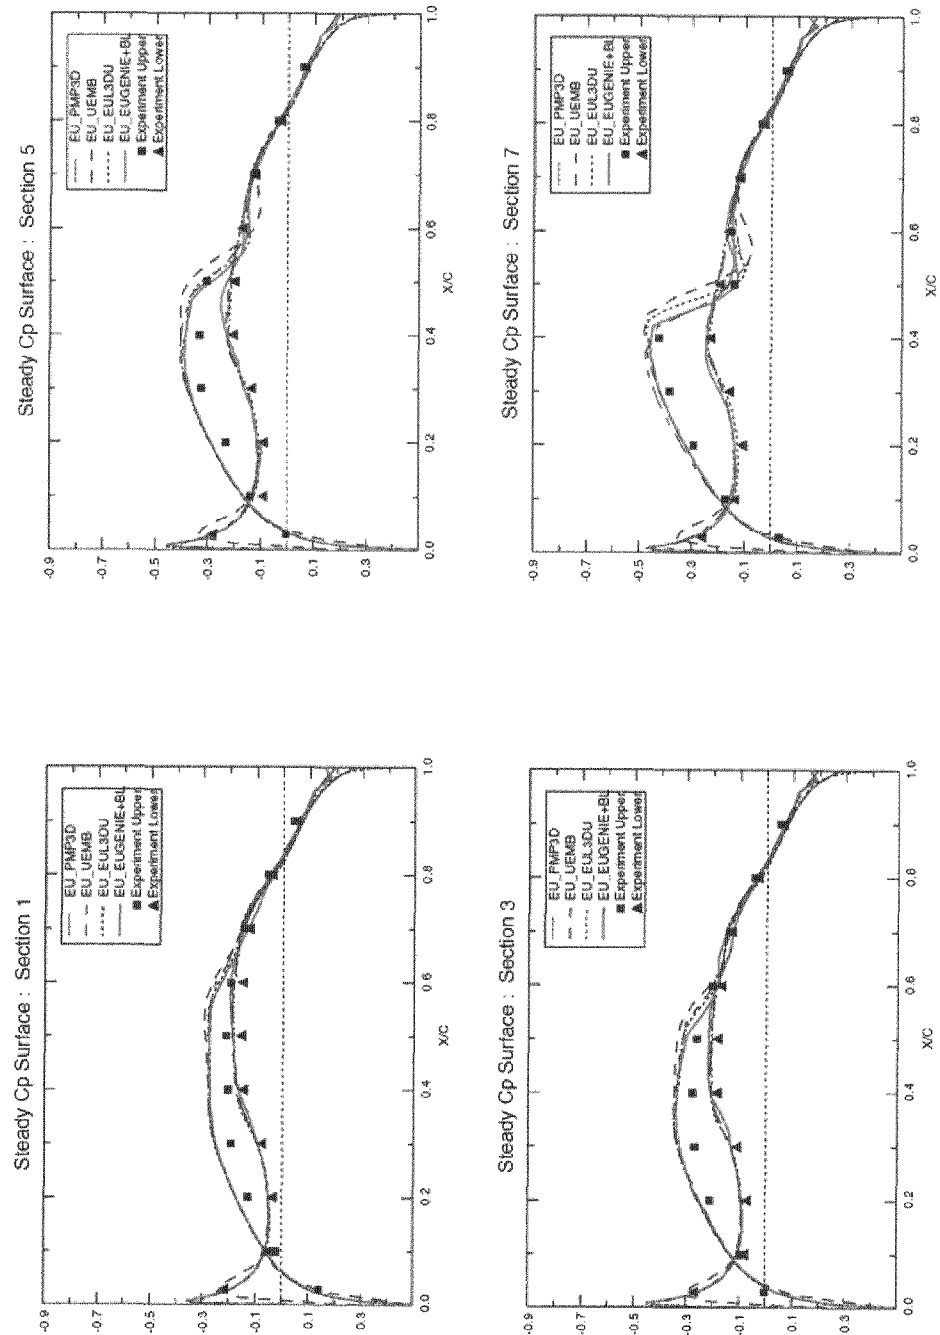 Steady Cp Surface : Section 1
-0.9
-0.7
-0.5
-0.3
-0.1
0.1
0.3
0.0
0.2
0.4
0.6
0.8
1.0
X/C
EU_PMP3D
EU_UEMB
EU_EUL3DU
EU_EUGENIE+BL
Experiment Upper
Experiment Lower
Steady Cp Surface : Section 5
-0.9
-0.7
-0.5
-0.3
-0.1
0.1
0.3
0.0
0.2
0.4
0.6
0.8
1.0
X/C
EU_PMP3D
EU_UEMB
EU_EUL3DU
EU_EUGENIE+BL
Experiment Upper
Experiment Lower
Steady Cp Surface : Section 3
-0.9
-0.7
-0.5
-0.3
-0.1
0.1
0.3
0.0
0.2
0.4
0.6
0.8
1.0
X/C
EU_PMP3D
EU_UEMB
EU_EUL3DU
EU_EUGENIE+BL
Experiment Upper
Experiment Lower
Steady Cp Surface : Section 7
-0.9
-0.7
-0.5
-0.3
-0.1
0.1
0.3
0.0
0.2
0.4
0.6
0.8
1.0
X/C
EU_PMP3D
EU_UEMB
EU_EUL3DU
EU_EUGENIE+BL
Experiment Upper
Experiment Lower